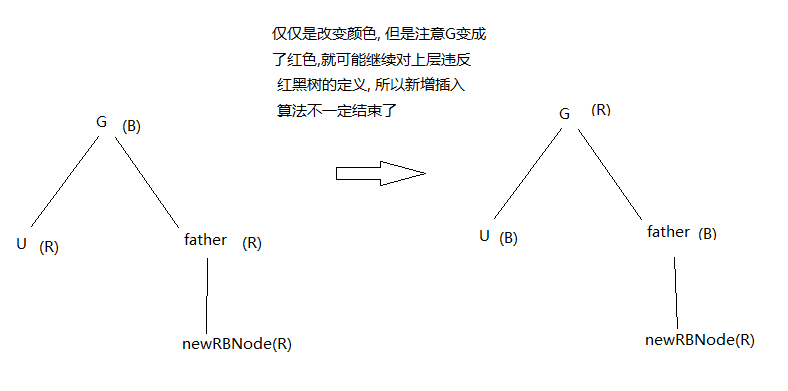 仅仅是改变颜色, 但是注意G变成
了红色,就可能继续对上层违反
红黑树的定义, 所以新增插入
算法不一定结束了
G (B)
G (R)
U (R)
father (R)
U (B)
father (B)
newRBNode(R)
newRBNode(R)